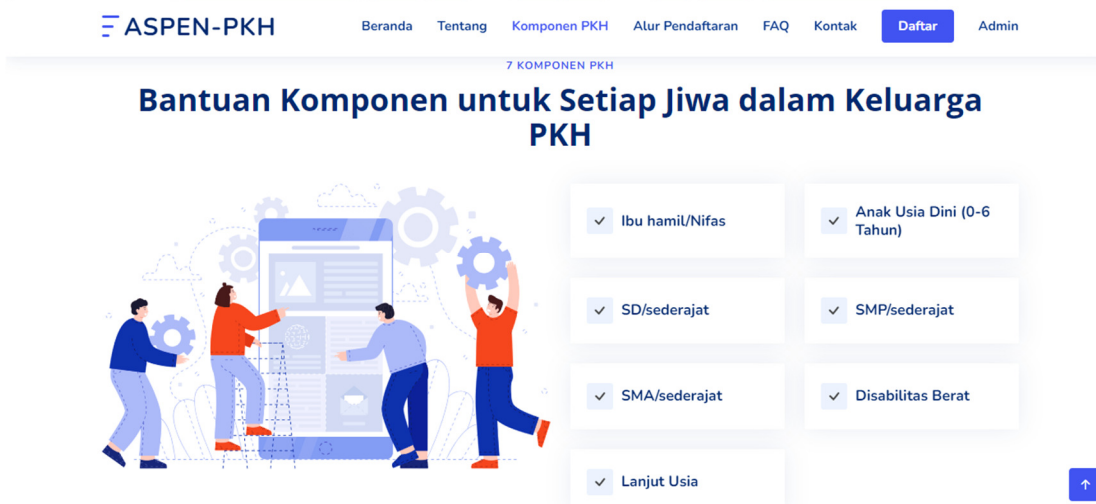 ASPEN-PKH
Beranda
Tentang
Komponen PKH
Alur Pendaftaran
FAQ
Kontak
Daftar
Admin
7 KOMPONEN PKH
Bantuan Komponen untuk Setiap Jiwa dalam Keluarga
PKH
Ibu hamil/Nifas
Anak Usia Dini (0-6
Tahun)
SD/sederajat
SMP/sederajat
SMA/sederajat
Disabilitas Berat
Lanjut Usia